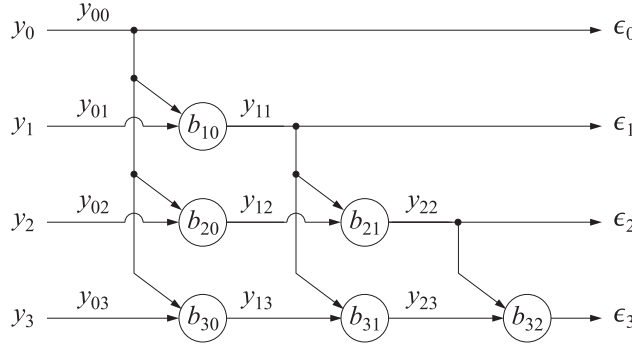 y₀ y₀₀ ϵ₀
y₁ y₀₁ b₁₀ y₁₁ ϵ₁
y₂ y₀₂ b₂₀ y₁₂ b₂₁ y₂₂ ϵ₂
y₃ y₀₃ b₃₀ y₁₃ b₃₁ y₂₃ b₃₂ ϵ₃